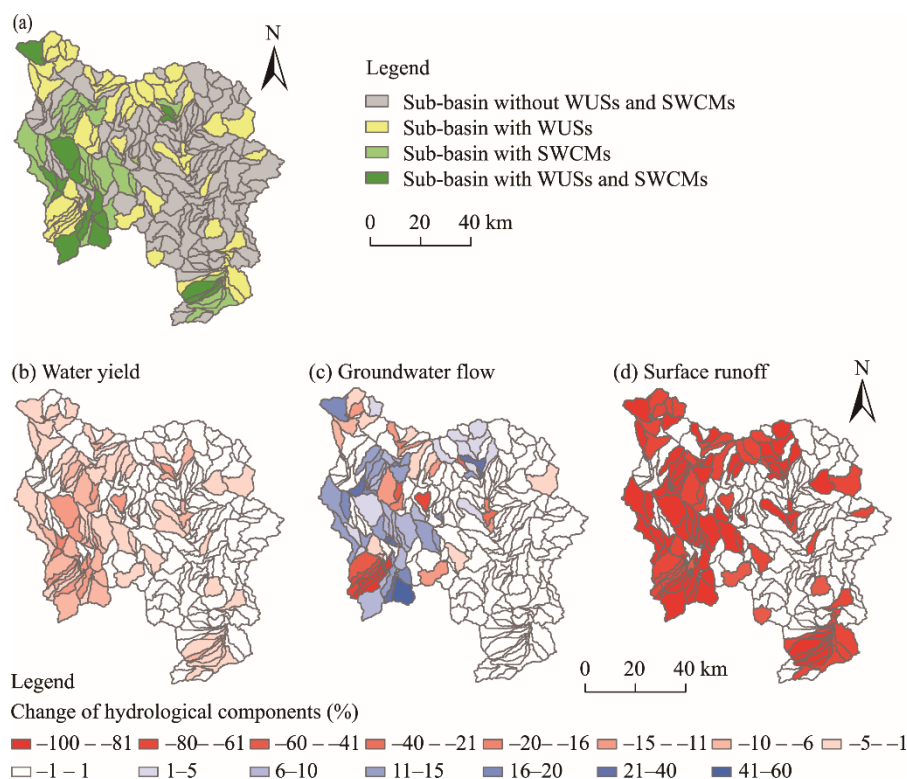 (a)
N
Legend
Sub-basin without WUSs and SWCMs
Sub-basin with WUSs
Sub-basin with SWCMs
Sub-basin with WUSs and SWCMs
0 20 40 km
(b) Water yield (c) Groundwater flow (d) Surface runoff
N
0 20 40 km
Legend
Change of hydrological components (%)
–100 – –81 –80 – –61 –60 – –41 –40 – –21 –20 – –16 –15 – –11 –10 – –6 –5– –1
–1 – 1 1–5 6–10 11–15 16–20 21–40 41–60